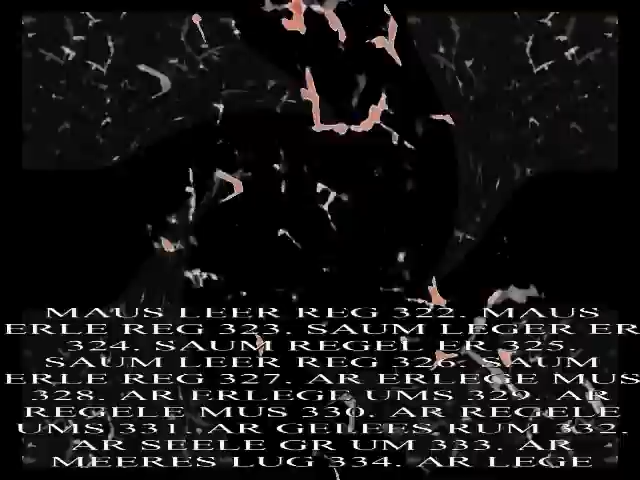 MAUS LEER REG 322. MAUS
ERLE REG 323. SAUM LEGER ER
324. SAUM REGEL ER 325.
SAUM LEER REG 326. SAUM
ERLE REG 327. AR ERLEGE MUS
328. AR ERLEGE UMS 329. AR
REGELE MUS 330. AR REGELE
UMS 331. AR GELEES RUM 332.
AR SEELE GR UM 333. AR
MEERES LUG 334. AR LEGE